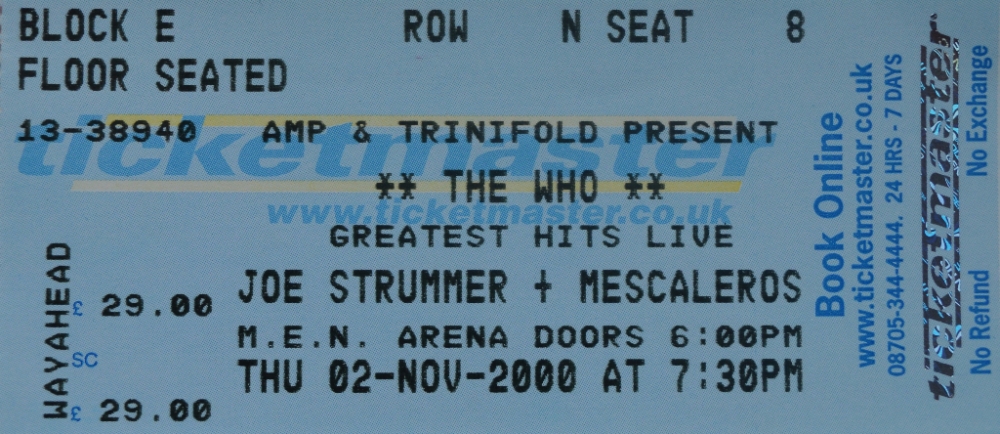 BLOCK E ROW N SEAT 8
FLOOR SEATED
13-38940 AMP & TRINIFOLD PRESENT
ticketmaster
** THE WHO **
www.ticketmaster.co.uk
GREATEST HITS LIVE
JOE STRUMMER + MESCALEROS
M.E.N. ARENA DOORS 6:00PM
THU 02-NOV-2000 AT 7:30PM
WAYAHEAD
£ 29.00
SC
£ 29.00
Book Online
www.ticketmaster.co.uk
08705-344-4444. 24 HRS - 7 DAYS
ticketmaster
No Refund No Exchange